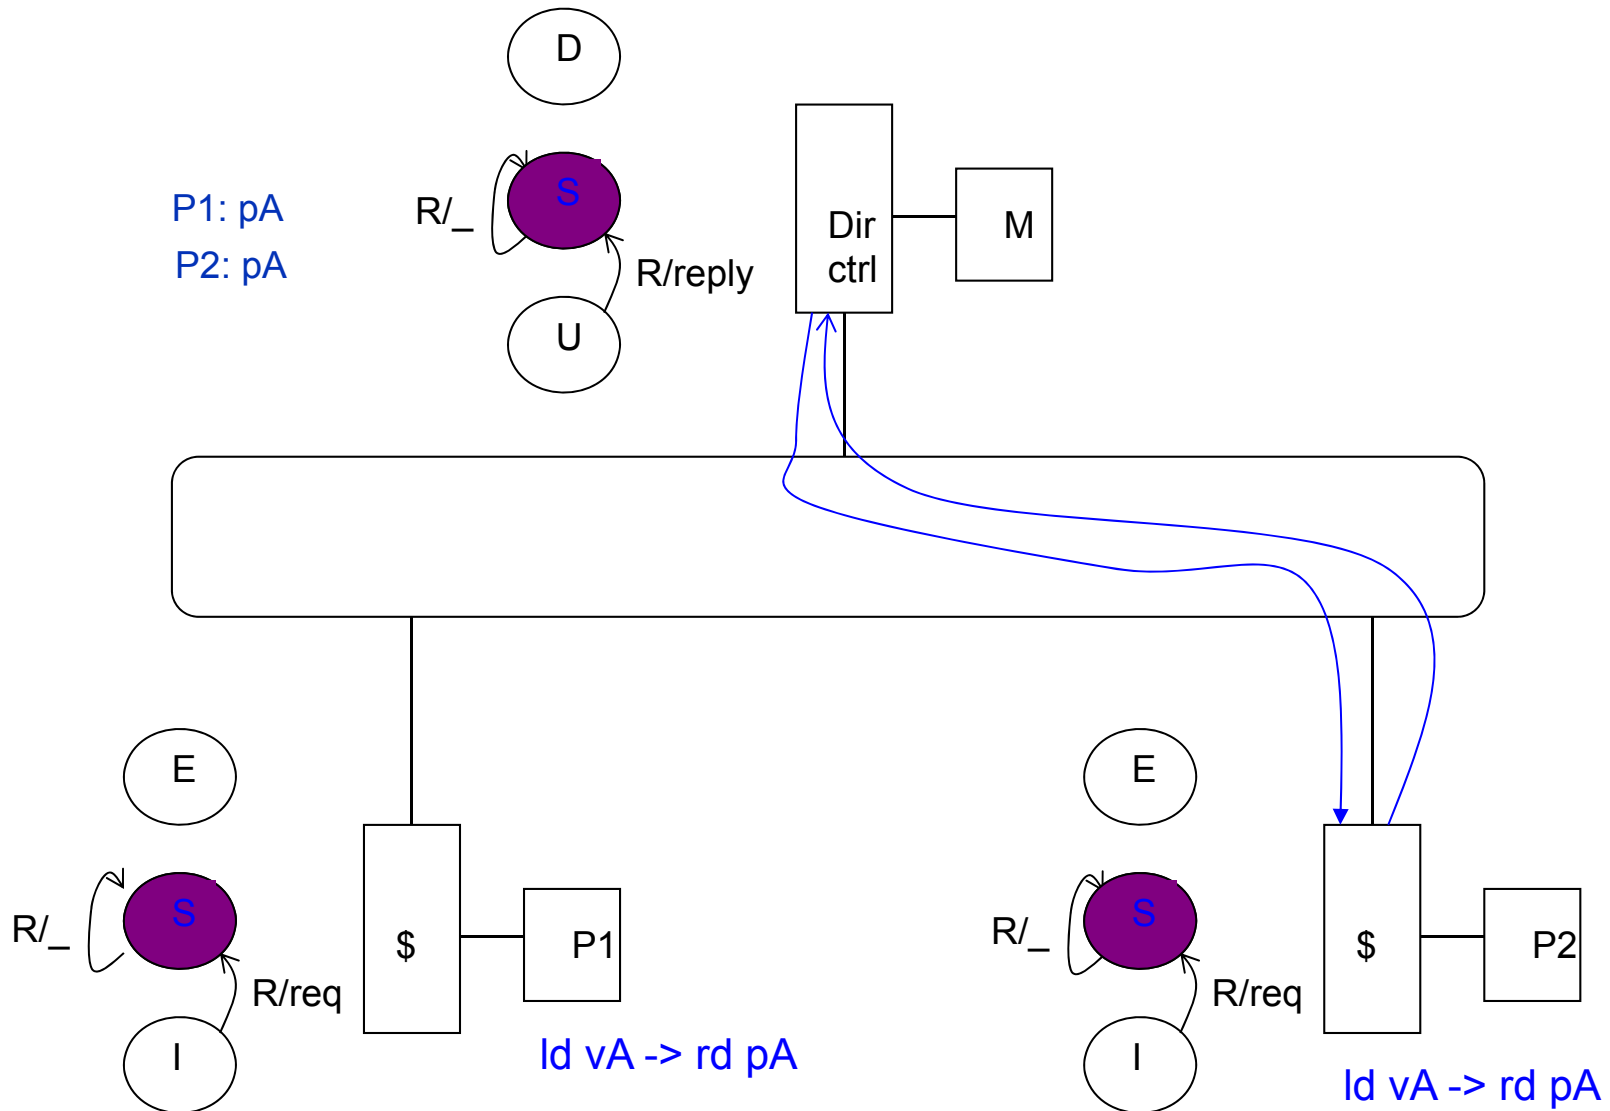 D
S
R/_
P1: pA
P2: pA
R/reply
U
Dir
ctrl
M
E
S
R/_
R/req
I
$
P1
ld vA -> rd pA
E
S
R/_
R/req
I
$
P2
ld vA -> rd pA